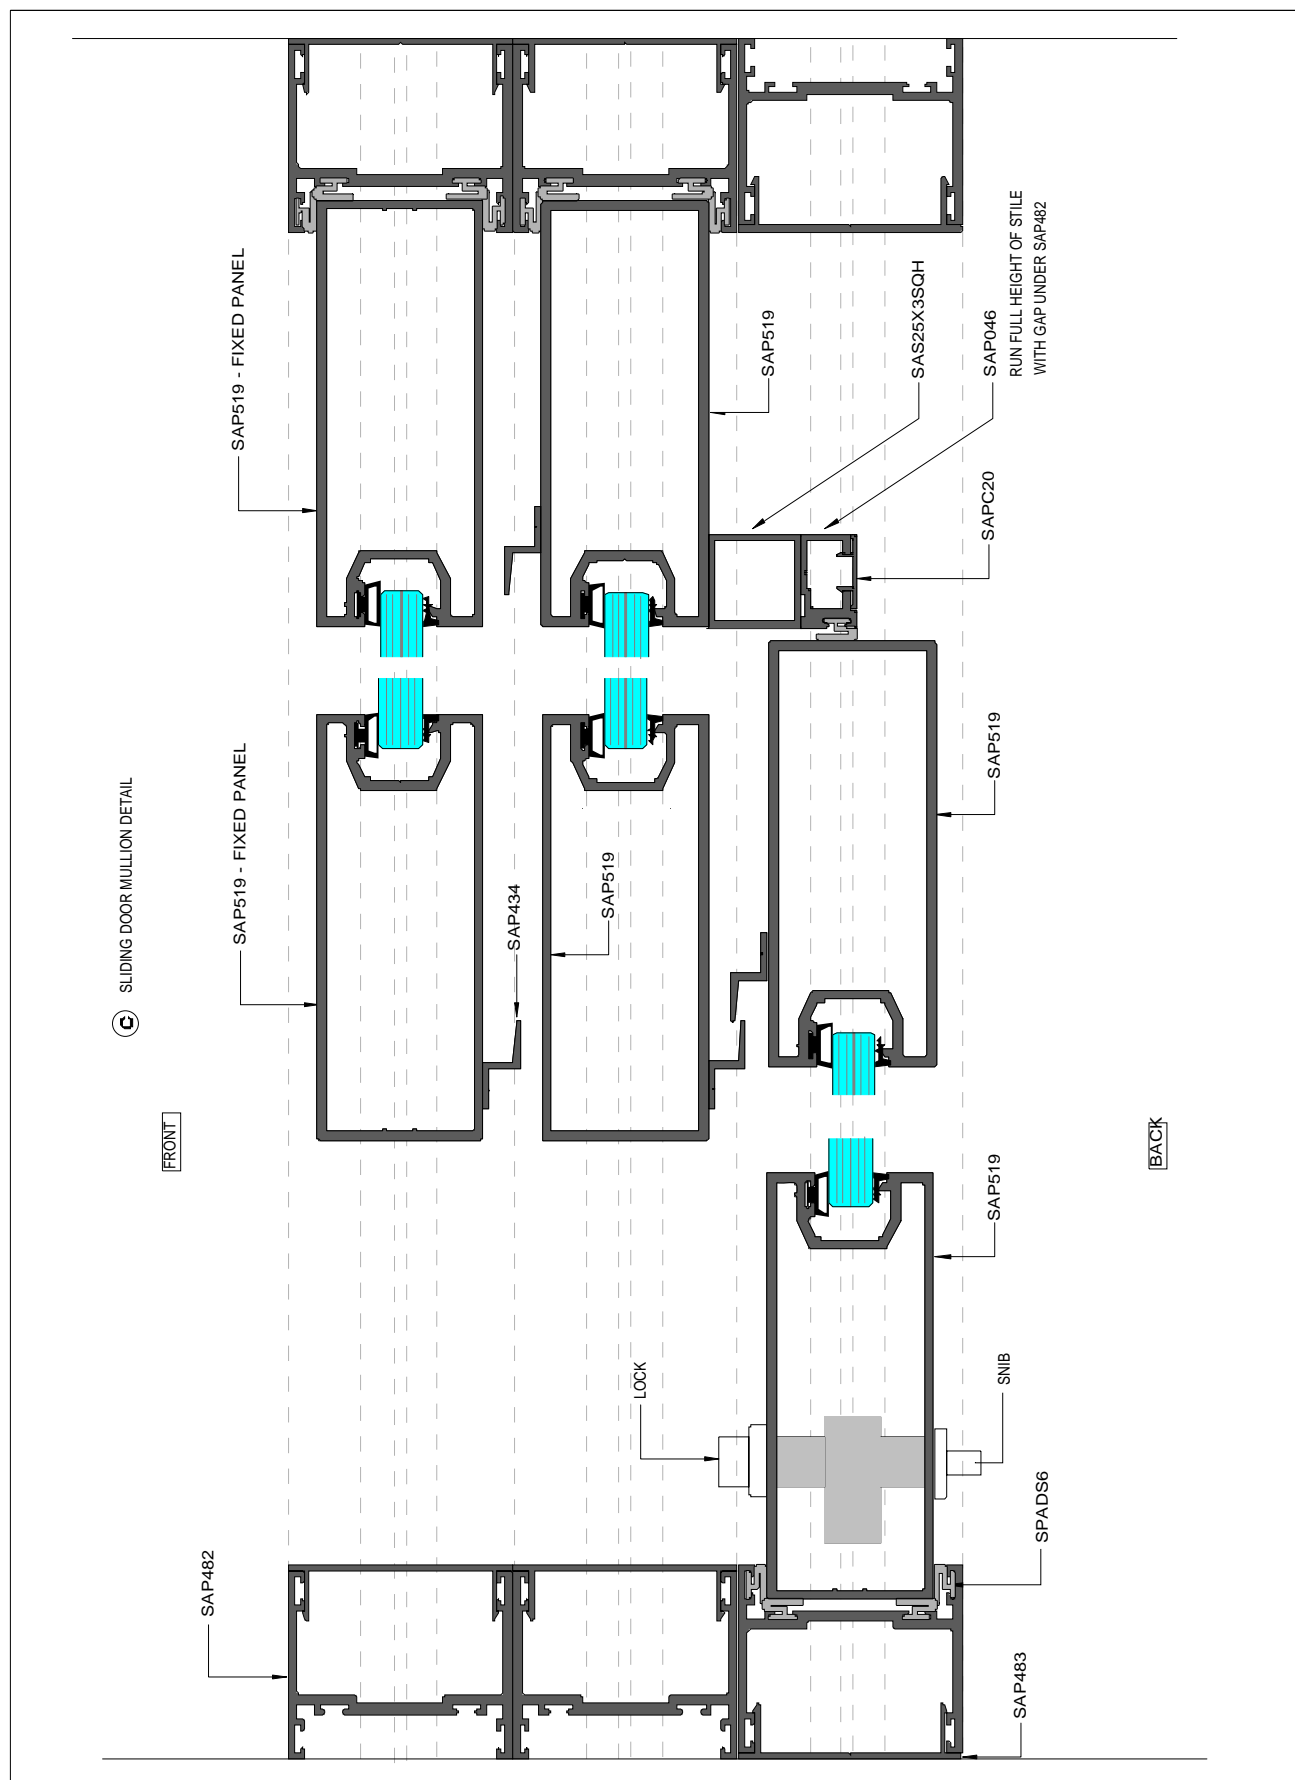 Ⓒ SLIDING DOOR MULLION DETAIL
FRONT
SAP482
SAP519 - FIXED PANEL
SAP519 - FIXED PANEL
SAP434
SAP519
LOCK
SAP519
SAS25X3SQH
SAP046
RUN FULL HEIGHT OF STILE
WITH GAP UNDER SAP482
SAPC20
SAP519
SAP519
SNIB
SPADS6
SAP483
BACK